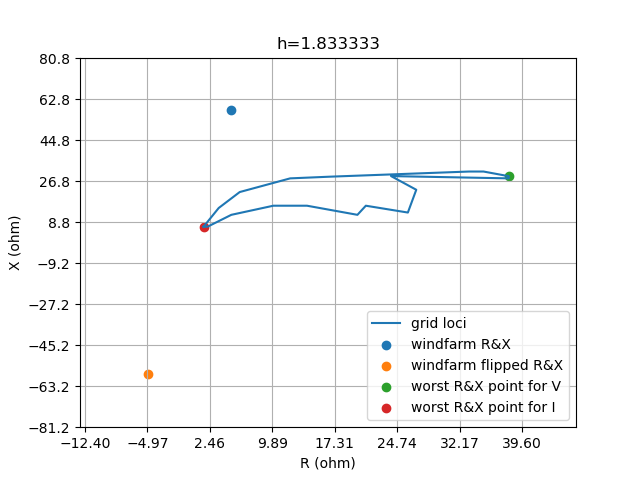 h=1.833333
80.8
62.8
44.8
26.8
8.8
−9.2
−27.2
−45.2
−63.2
−81.2
X (ohm)
grid loci
windfarm R&X
windfarm flipped R&X
worst R&X point for V
worst R&X point for I
−12.40 −4.97 2.46 9.89 17.31 24.74 32.17 39.60
R (ohm)